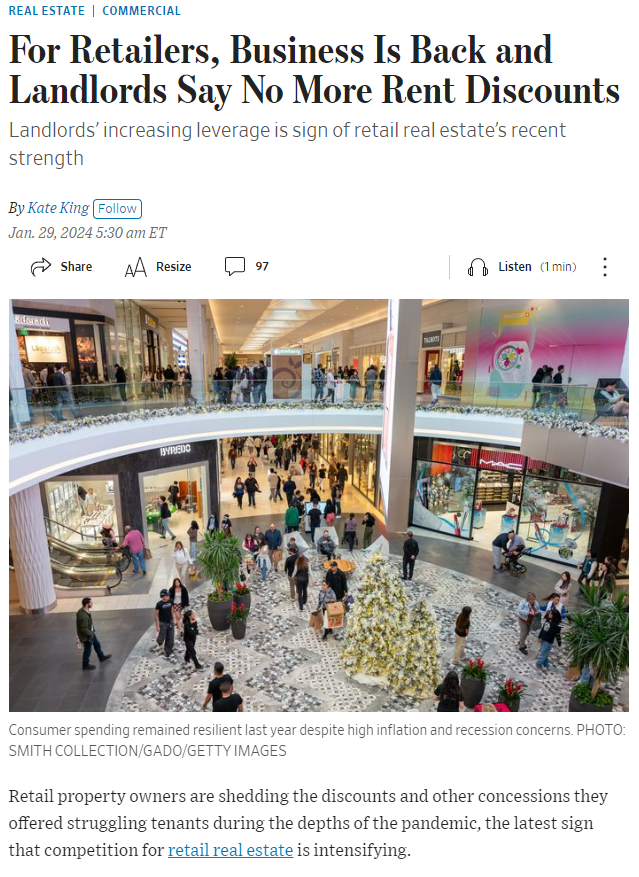 REAL ESTATE | COMMERCIAL
For Retailers, Business Is Back and
Landlords Say No More Rent Discounts
Landlords' increasing leverage is sign of retail real estate's recent
strength
By Kate King Follow
Jan. 29, 2024 5:30 am ET
Share Resize 97 Listen (1 min)
TALBOTS
BYREDO
MAC
Consumer spending remained resilient last year despite high inflation and recession concerns. PHOTO:
SMITH COLLECTION/GADO/GETTY IMAGES
Retail property owners are shedding the discounts and other concessions they
offered struggling tenants during the depths of the pandemic, the latest sign
that competition for retail real estate is intensifying.